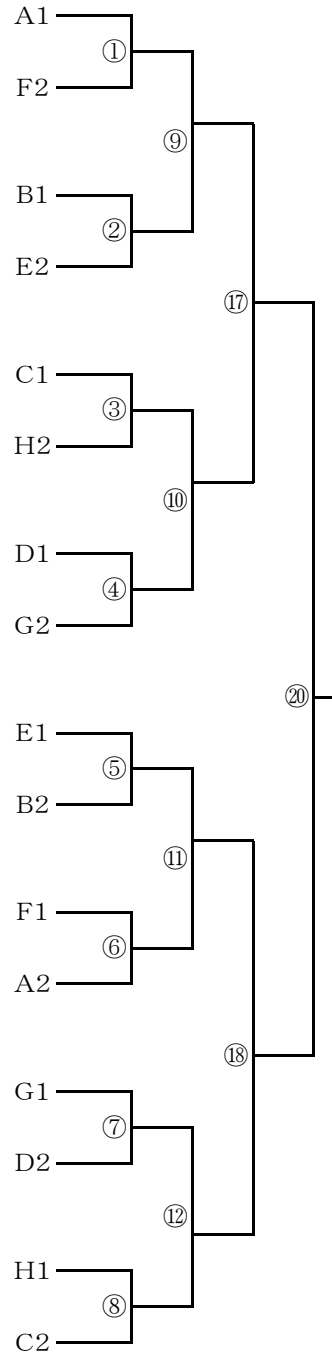 A1
①
F2
⑨
B1
②
E2
⑰
C1
③
H2
⑩
D1
④
G2
⑳
E1
⑤
B2
⑪
F1
⑥
A2
⑱
G1
⑦
D2
⑫
H1
⑧
C2